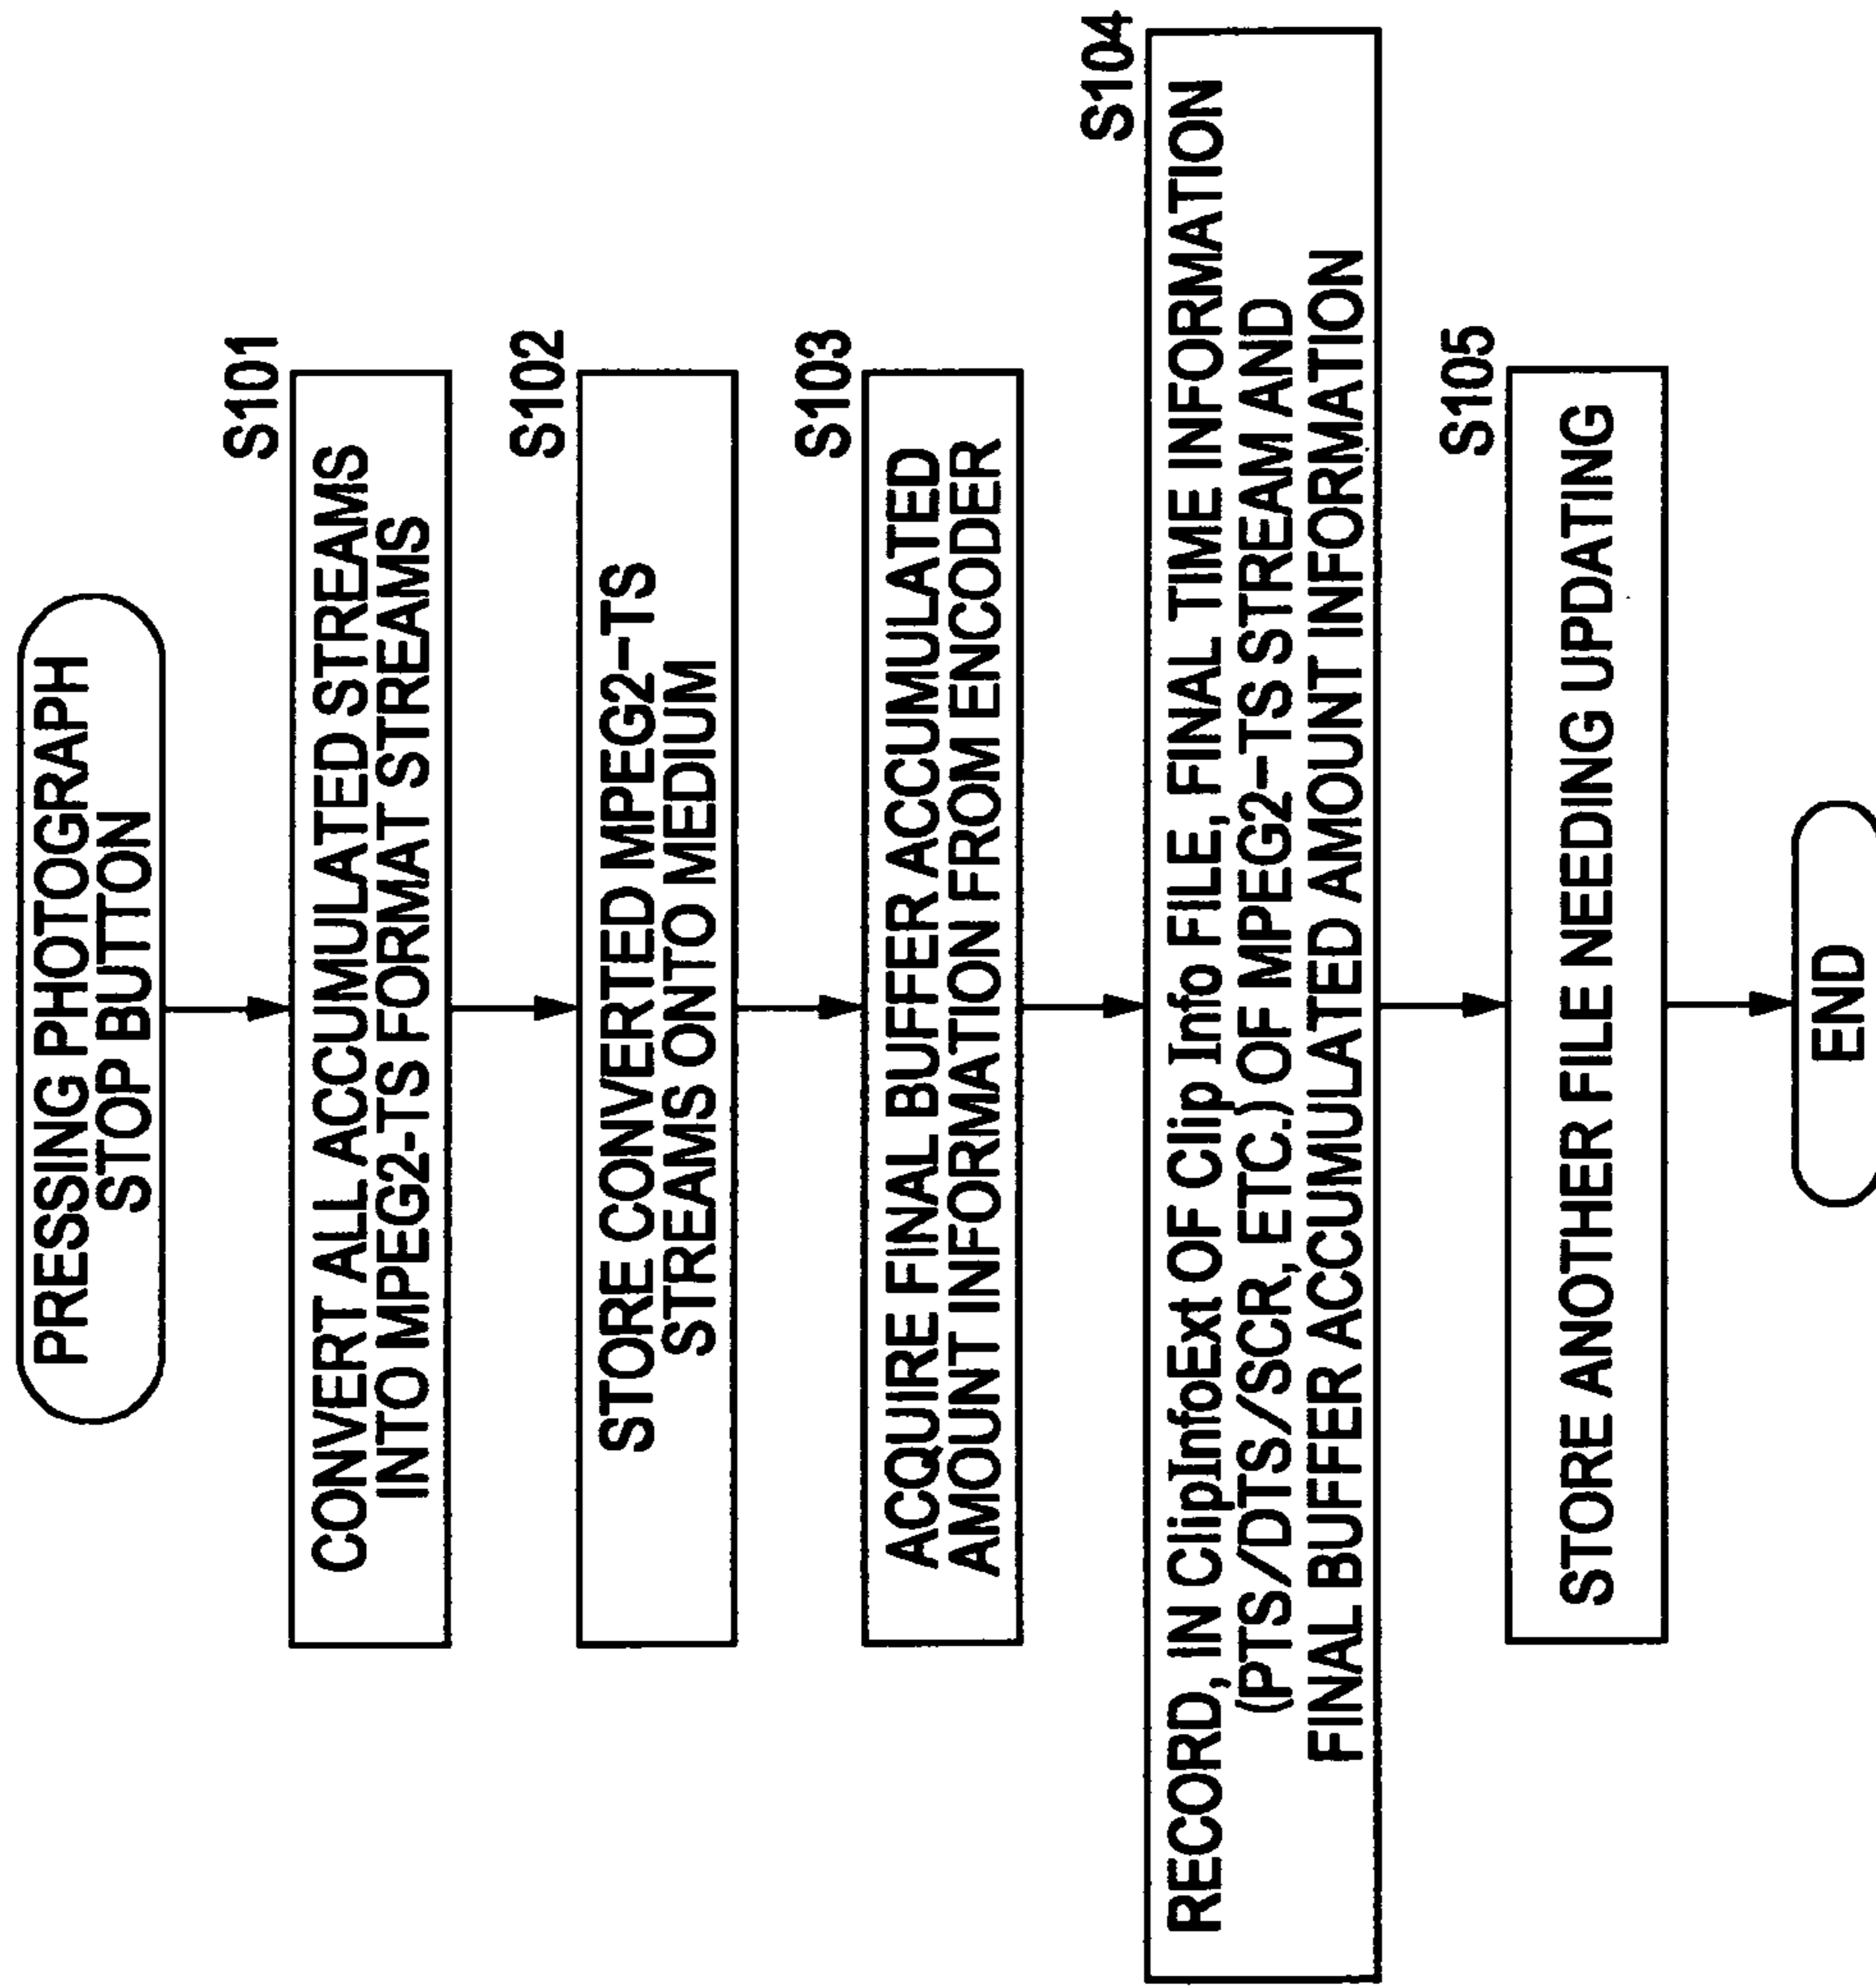 PRESSING PHOTOGRAPH
STOP BUTTON
S101
CONVERT ALL ACCUMULATED STREAMS
INTO MPEG2-TS FORMAT STREAMS
S102
STORE CONVERTED MPEG2-TS
STREAMS ONTO MEDIUM
S103
ACQUIRE FINAL BUFFER ACCUMULATED
AMOUNT INFORMATION FROM ENCODER
S104
RECORD, IN ClipInfoExt OF Clip Info FILE, FINAL TIME INFORMATION
(PTS/DTS/SCR, ETC.) OF MPEG2-TS STREAM AND
FINAL BUFFER ACCUMULATED AMOUNT INFORMATION
S105
STORE ANOTHER FILE NEEDING UPDATING
END